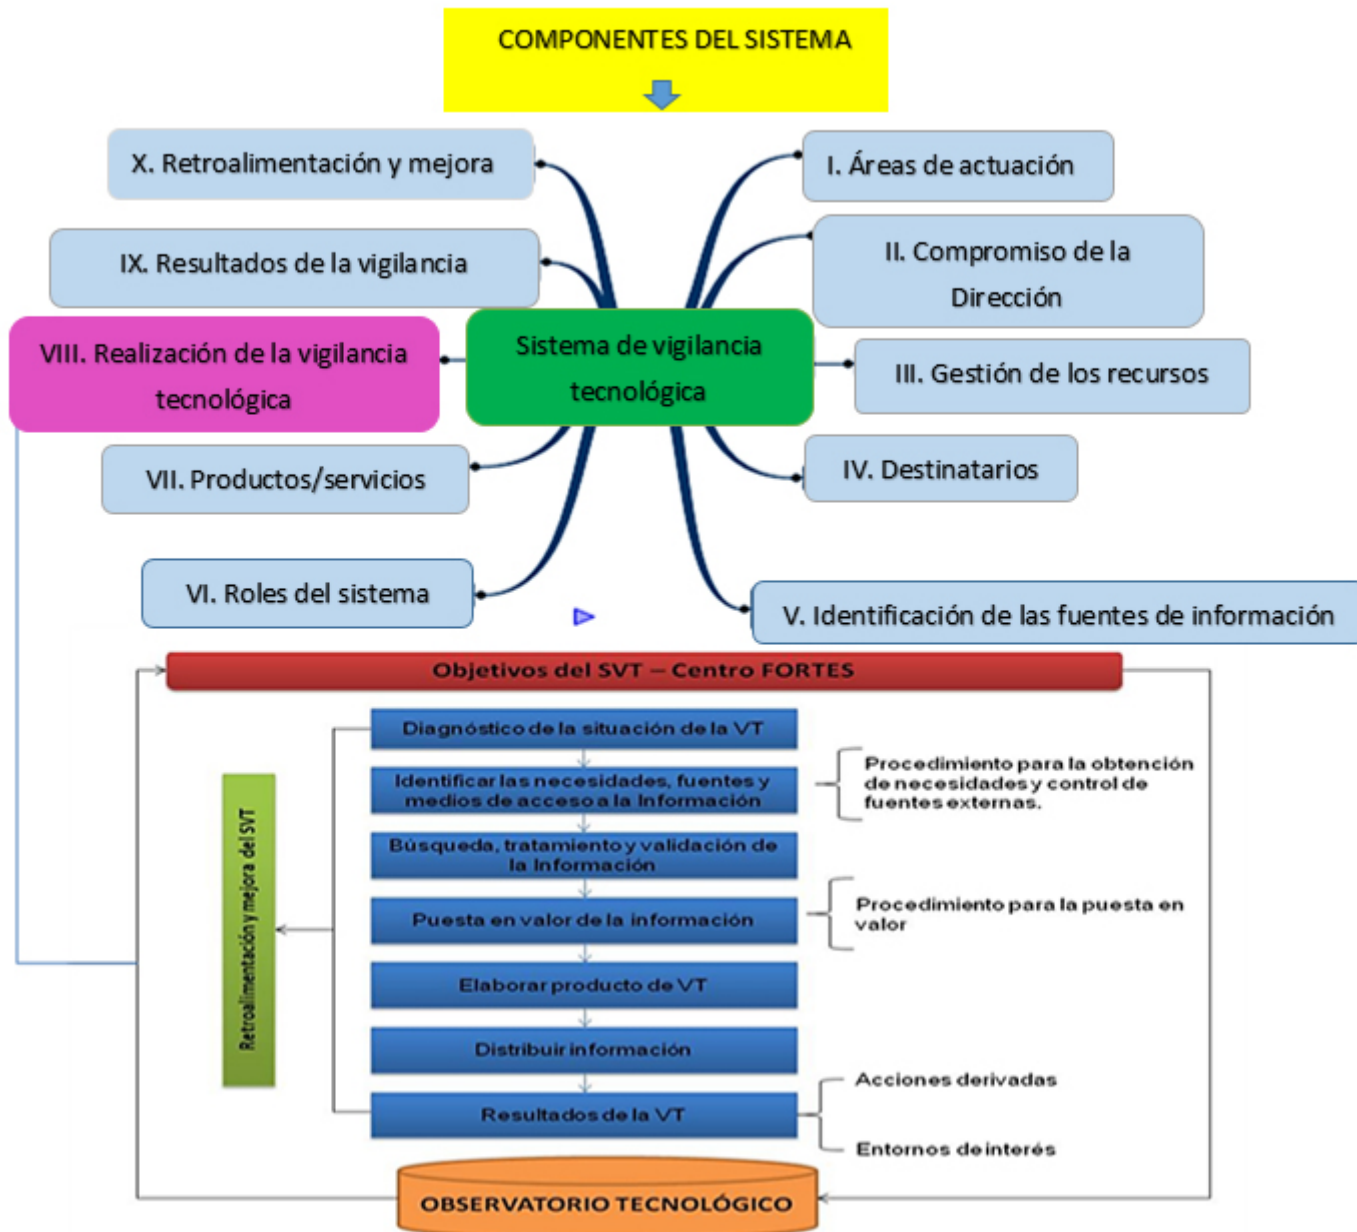 COMPONENTES DEL SISTEMA
X. Retroalimentación y mejora
I. Áreas de actuación
IX. Resultados de la vigilancia
II. Compromiso de la
Dirección
VIII. Realización de la vigilancia
tecnológica
Sistema de vigilancia
tecnológica
III. Gestión de los recursos
VII. Productos/servicios
IV. Destinatarios
VI. Roles del sistema
V. Identificación de las fuentes de información
Objetivos del SVT – Centro FORTES
Diagnóstico de la situación de la VT
Identificar las necesidades, fuentes y
medios de acceso a la Información
Procedimiento para la obtención
de necesidades y control de
fuentes externas.
Búsqueda, tratamiento y validación de
la Información
Puesta en valor de la información
Procedimiento para la puesta en
valor
Retroalimentación y mejora del SVT
Elaborar producto de VT
Distribuir información
Resultados de la VT
Acciones derivadas
Entornos de interés
OBSERVATORIO TECNOLÓGICO